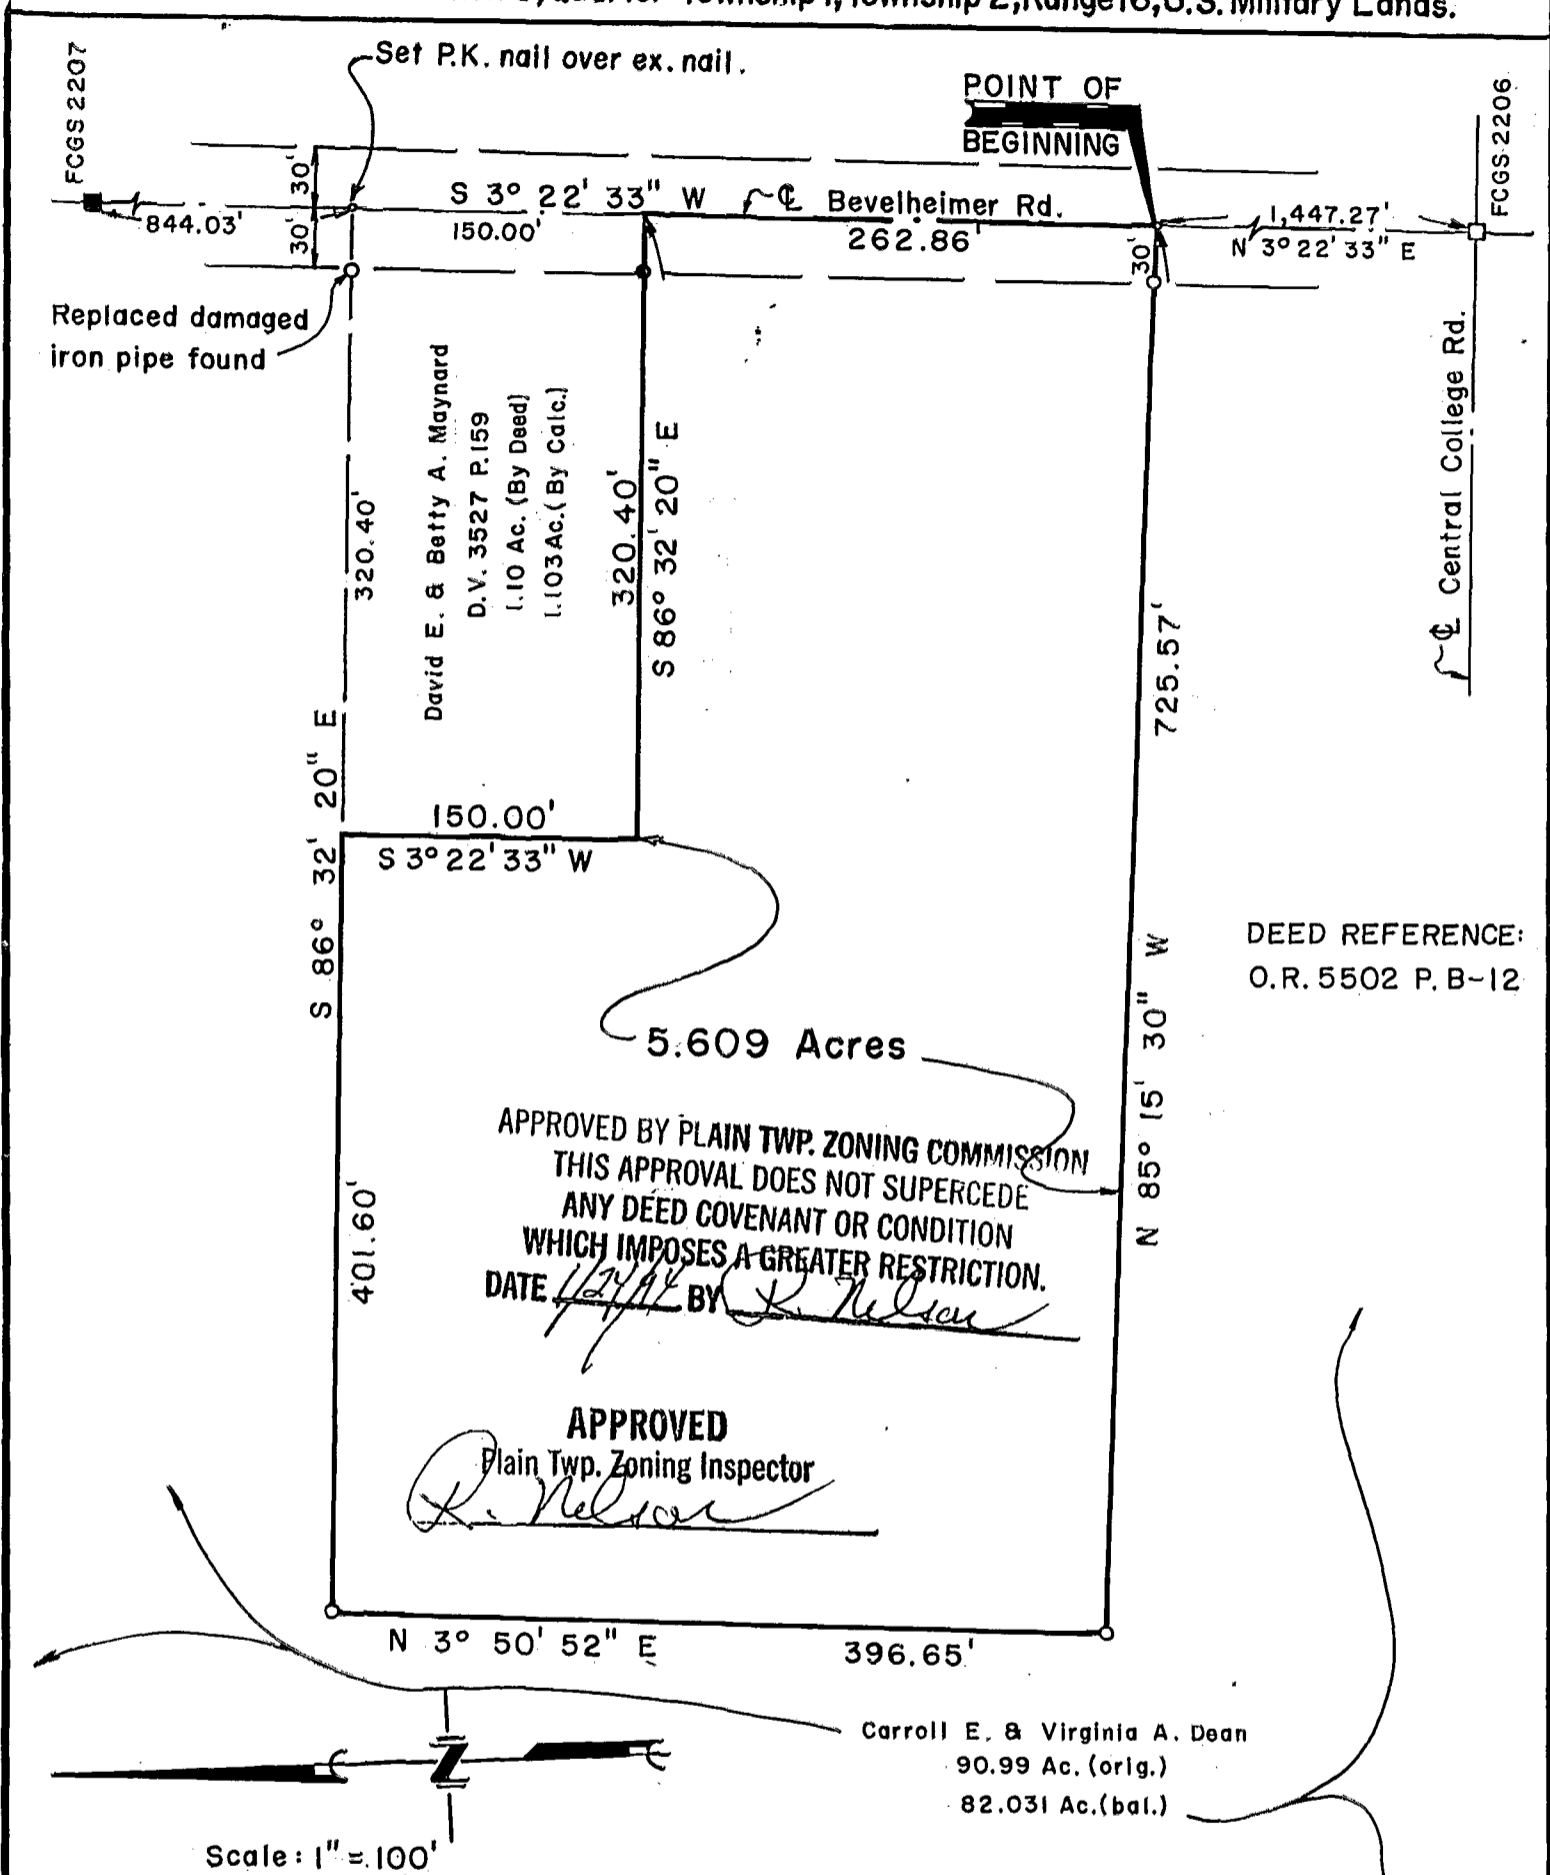 Township 1, Township 2, Range 16, U.S. Military Lands.
Set P.K. nail over ex. nail.
FCGS 2207
POINT OF
BEGINNING
FCGS 2206
30'
30'
844.03'
S 3° 22' 33" W
150.00'
℄ Bevelheimer Rd.
262.86'
30'
1,447.27'
N 3° 22' 33" E
Replaced damaged
iron pipe found
320.40'
David E. & Betty A. Maynard
D.V. 3527 P.159
1.10 Ac. (By Deed)
1.103 Ac. (By Calc.)
320.40'
S 86° 32' 20" E
725.57'
℄ Central College Rd.
S 86° 32' 20" E
150.00'
S 3° 22' 33" W
N 85° 15' 30" W
DEED REFERENCE:
O.R. 5502 P. B-12
5.609 Acres
401.60'
APPROVED BY PLAIN TWP. ZONING COMMISSION
THIS APPROVAL DOES NOT SUPERCEDE
ANY DEED COVENANT OR CONDITION
WHICH IMPOSES A GREATER RESTRICTION.
DATE 1/24/94 BY R. Nelson
APPROVED
Plain Twp. Zoning Inspector
R. Nelson
N 3° 50' 52" E 396.65'
Carroll E. & Virginia A. Dean
90.99 Ac. (orig.)
82.031 Ac. (bal.)
N
Scale: 1" = 100'